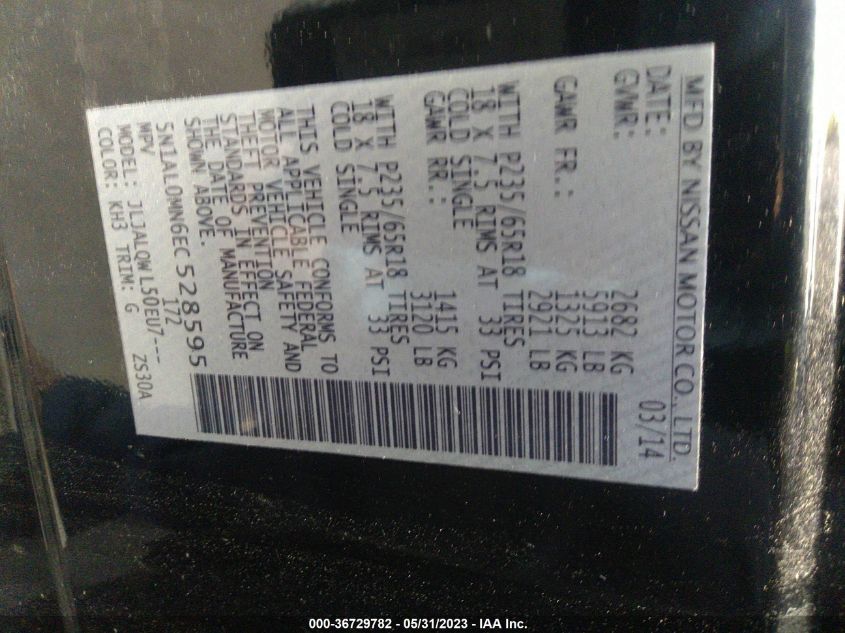 MFD BY NISSAN MOTOR CO., LTD.
DATE: 03/14
GVWR: 2682 KG
5913 LB
GAWR FR.: 1325 KG
2921 LB
WITH P235/65R18 TIRES
18 X 7.5 RIMS AT 33 PSI
COLD SINGLE
GAWR RR.: 1415 KG
3120 LB
WITH P235/65R18 TIRES
18 X 7.5 RIMS AT 33 PSI
COLD SINGLE
THIS VEHICLE CONFORMS TO
ALL APPLICABLE FEDERAL
MOTOR VEHICLE SAFETY AND
THEFT PREVENTION
STANDARDS IN EFFECT ON
THE DATE OF MANUFACTURE
SHOWN ABOVE.
5N1AL0MN6EC528595
MPV 172
MODEL: JLJALQWL50EU7---
COLOR: KH3 TRIM: G ZS30A
000-36729782 - 05/31/2023 - IAA Inc.